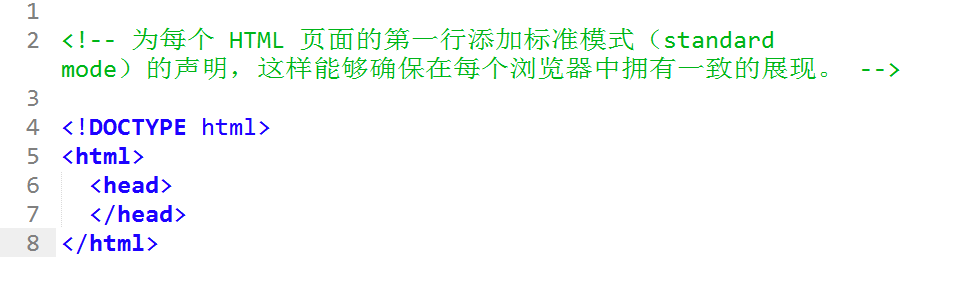 1
2 <!-- 为每个 HTML 页面的第一行添加标准模式（standard
mode）的声明，这样能够确保在每个浏览器中拥有一致的展现。 -->
3
4 <!DOCTYPE html>
5 <html>
6   <head>
7   </head>
8 </html>